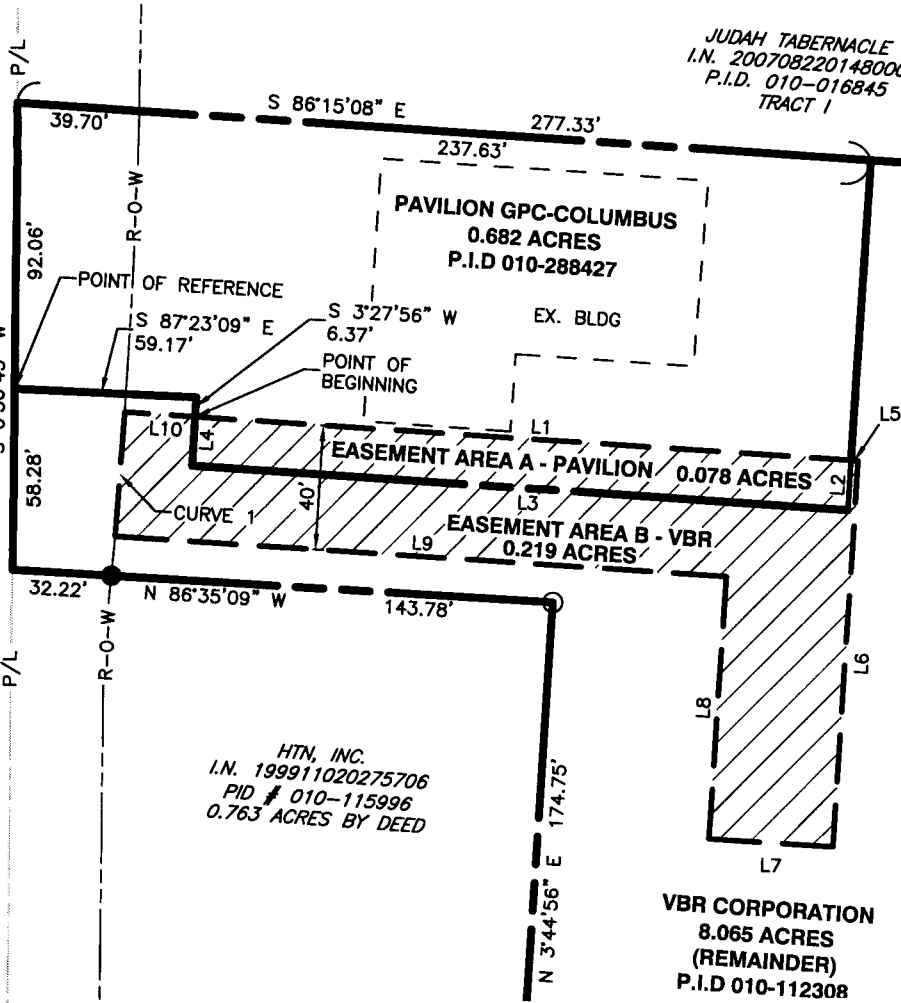 JUDAH TABERNACLE
I.N. 20070822014800
P.I.D. 010-016845
TRACT I
P/L
S 86°15'08" E
39.70'
277.33'
237.63'
R-O-W
PAVILION GPC-COLUMBUS
0.682 ACRES
P.I.D 010-288427
92.06'
POINT OF REFERENCE
S 87°23'09" E
59.17'
S 3°27'56" W
6.37'
EX. BLDG
POINT OF
BEGINNING
L5
L10
L4
L1
EASEMENT AREA A - PAVILION 0.078 ACRES
L2
58.28'
CURVE 1
40'
L3
EASEMENT AREA B - VBR
0.219 ACRES
L9
32.22'
N 86°35'09" W
143.78'
P/L
R-O-W
L6
L8
HTN, INC.
I.N. 199911020275706
PID # 010-115996
0.763 ACRES BY DEED
N 3°44'56" E 174.75'
L7
VBR CORPORATION
8.065 ACRES
(REMAINDER)
P.I.D 010-112308